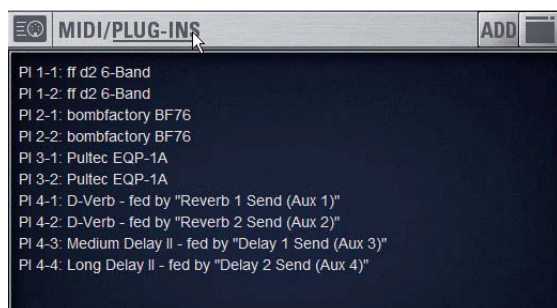 MIDI/PLUG-INS ADD
PI 1-1: ff d2 6-Band
PI 1-2: ff d2 6-Band
PI 2-1: bombfactory BF76
PI 2-2: bombfactory BF76
PI 3-1: Pultec EQP-1A
PI 3-2: Pultec EQP-1A
PI 4-1: D-Verb - fed by "Reverb 1 Send (Aux 1)"
PI 4-2: D-Verb - fed by "Reverb 2 Send (Aux 2)"
PI 4-3: Medium Delay II - fed by "Delay 1 Send (Aux 3)"
PI 4-4: Long Delay II - fed by "Delay 2 Send (Aux 4)"